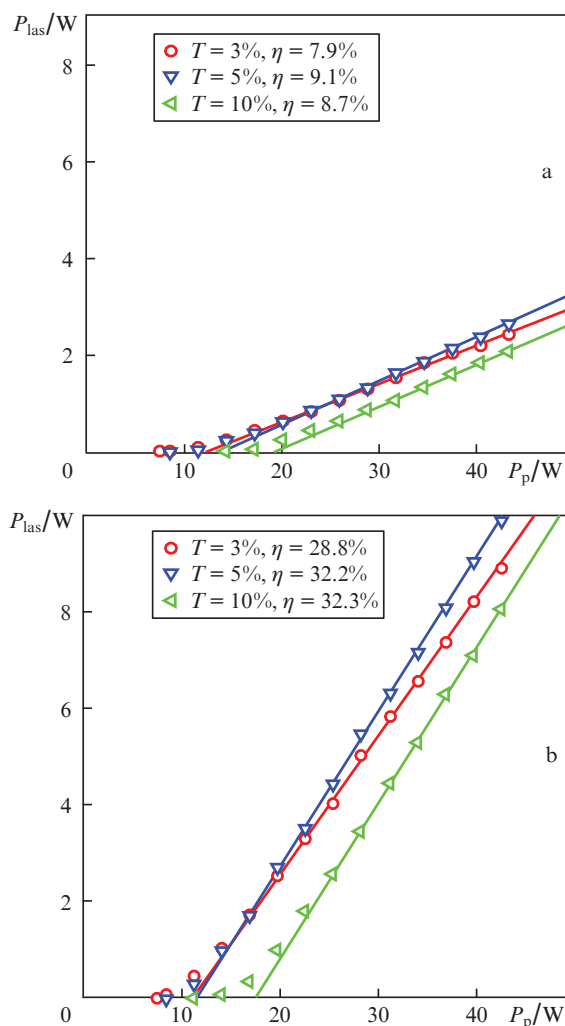 P_las/W
8
T = 3%, η = 7.9%
T = 5%, η = 9.1%
T = 10%, η = 8.7%
6
a
4
2
0
10 20 30 40 P_p/W
P_las/W
8
T = 3%, η = 28.8%
T = 5%, η = 32.2%
T = 10%, η = 32.3%
6
b
4
2
0
10 20 30 40 P_p/W